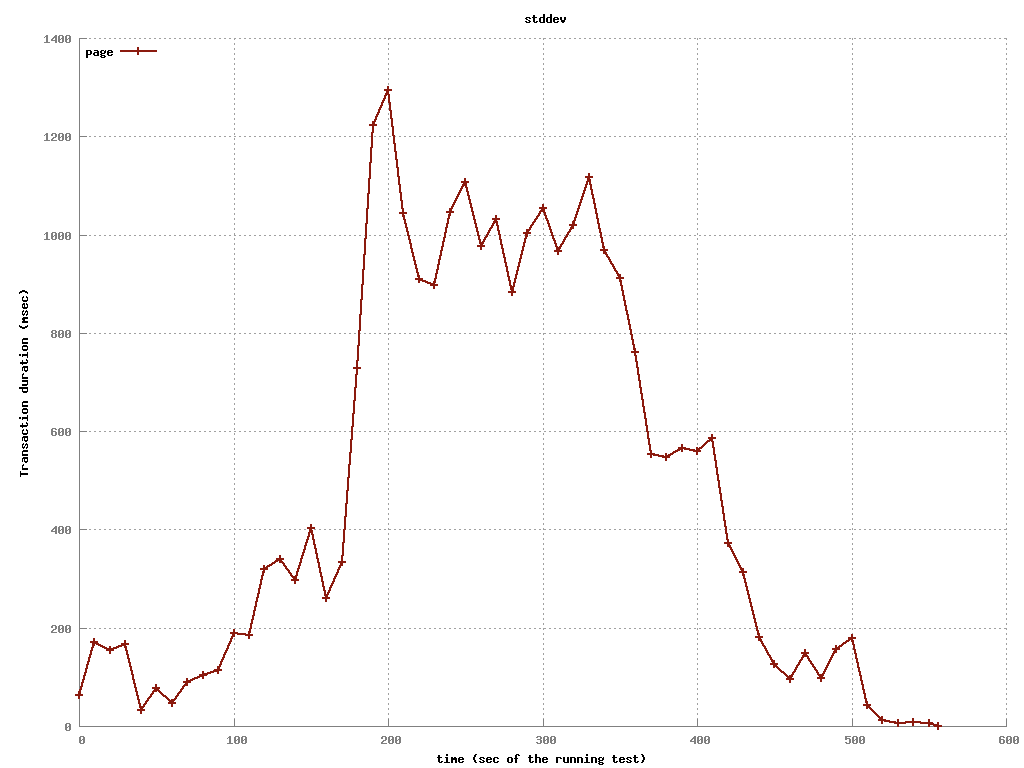 stddev
1400
page
1200
1000
800
600
400
200
0
Transaction duration (msec)
0 100 200 300 400 500 600
time (sec of the running test)